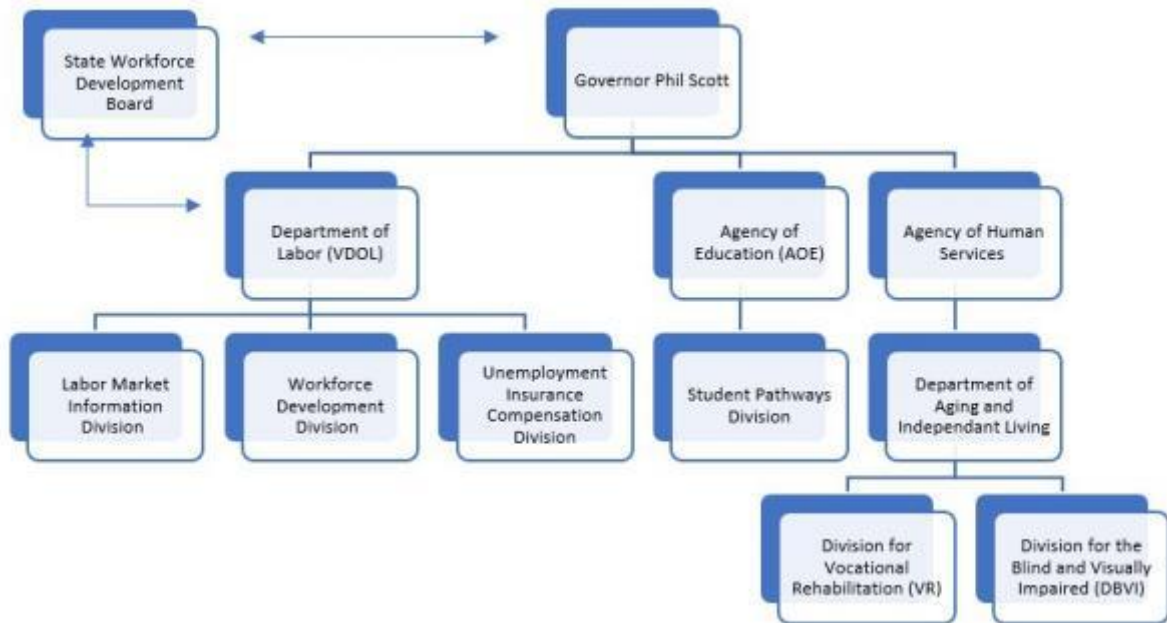 State Workforce
Development
Board
Governor Phil Scott
Department of
Labor (VDOL)
Agency of
Education (AOE)
Agency of Human
Services
Labor Market
Information
Division
Workforce
Development
Division
Unemployment
Insurance
Compensation
Division
Student Pathways
Division
Department of
Aging and
Independant Living
Division for
Vocational
Rehabilitation (VR)
Division for the
Blind and Visually
Impaired (DBVI)